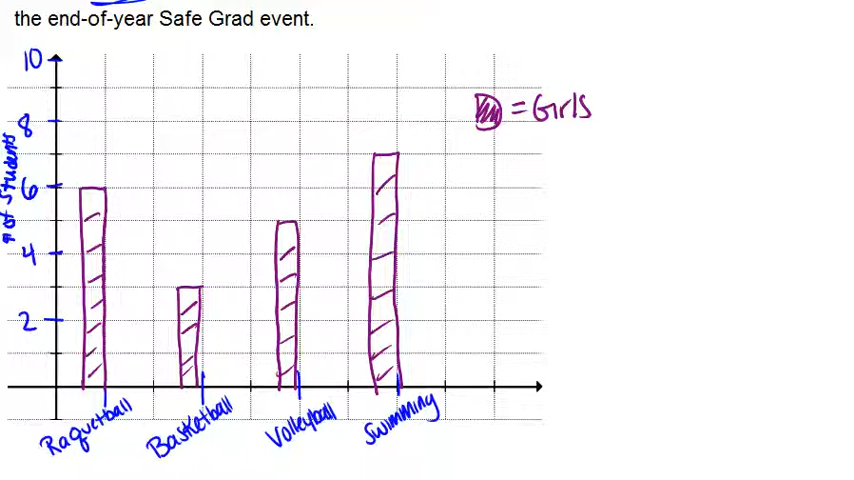 the end-of-year Safe Grad event.
10
= Girls
8
# of Students
6
4
2
Raquetball
Basketball
Volleyball
Swimming